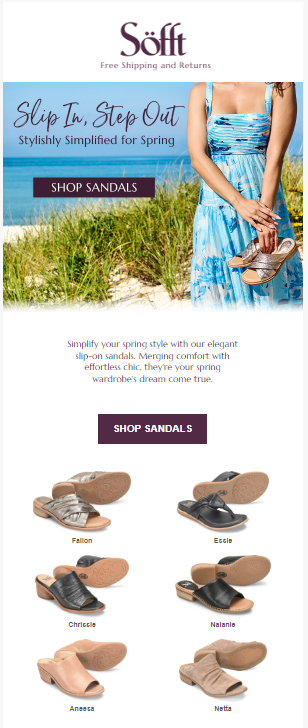 Söfft
Free Shipping and Returns
Slip In, Step Out
Stylishly Simplified for Spring
SHOP SANDALS
Simplify your spring style with our elegant
slip-on sandals. Merging comfort with
effortless chic, they're your spring
wardrobe's dream come true.
SHOP SANDALS
Fallon
Essie
Chrissie
Nalanie
Aneesa
Netta